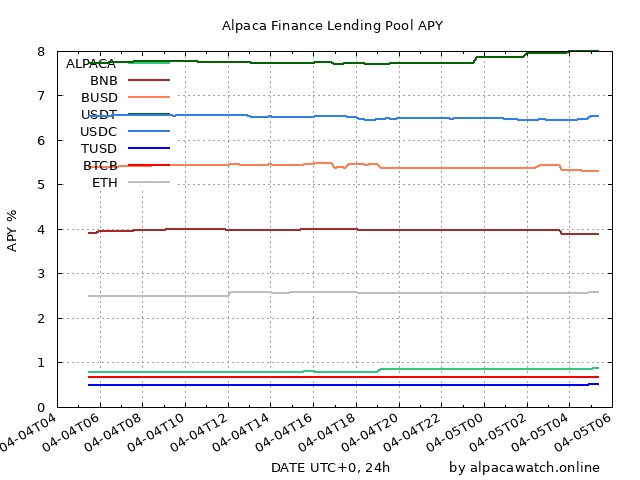 Alpaca Finance Lending Pool APY
8
7
6
5
4
3
2
1
0
APY %
ALPACA
BNB
BUSD
USDT
USDC
TUSD
BTCB
ETH
04-04T04
04-04T06
04-04T08
04-04T10
04-04T12
04-04T14
04-04T16
04-04T18
04-04T20
04-04T22
04-05T00
04-05T02
04-05T04
04-05T06
DATE UTC+0, 24h
by alpacawatch.online